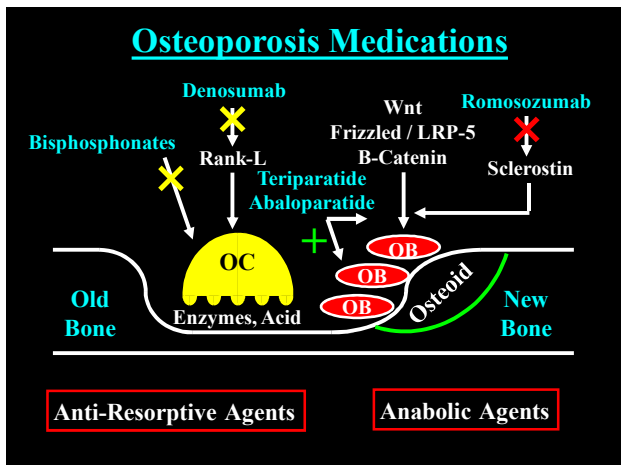 Osteoporosis Medications
Denosumab
Bisphosphonates
Rank-L
Wnt
Frizzled / LRP-5
B-Catenin
Romosozumab
Sclerostin
Teriparatide
Abaloparatide
+
OC
Enzymes, Acid
OB
OB
OB
Osteoid
Old
Bone
New
Bone
Anti-Resorptive Agents
Anabolic Agents